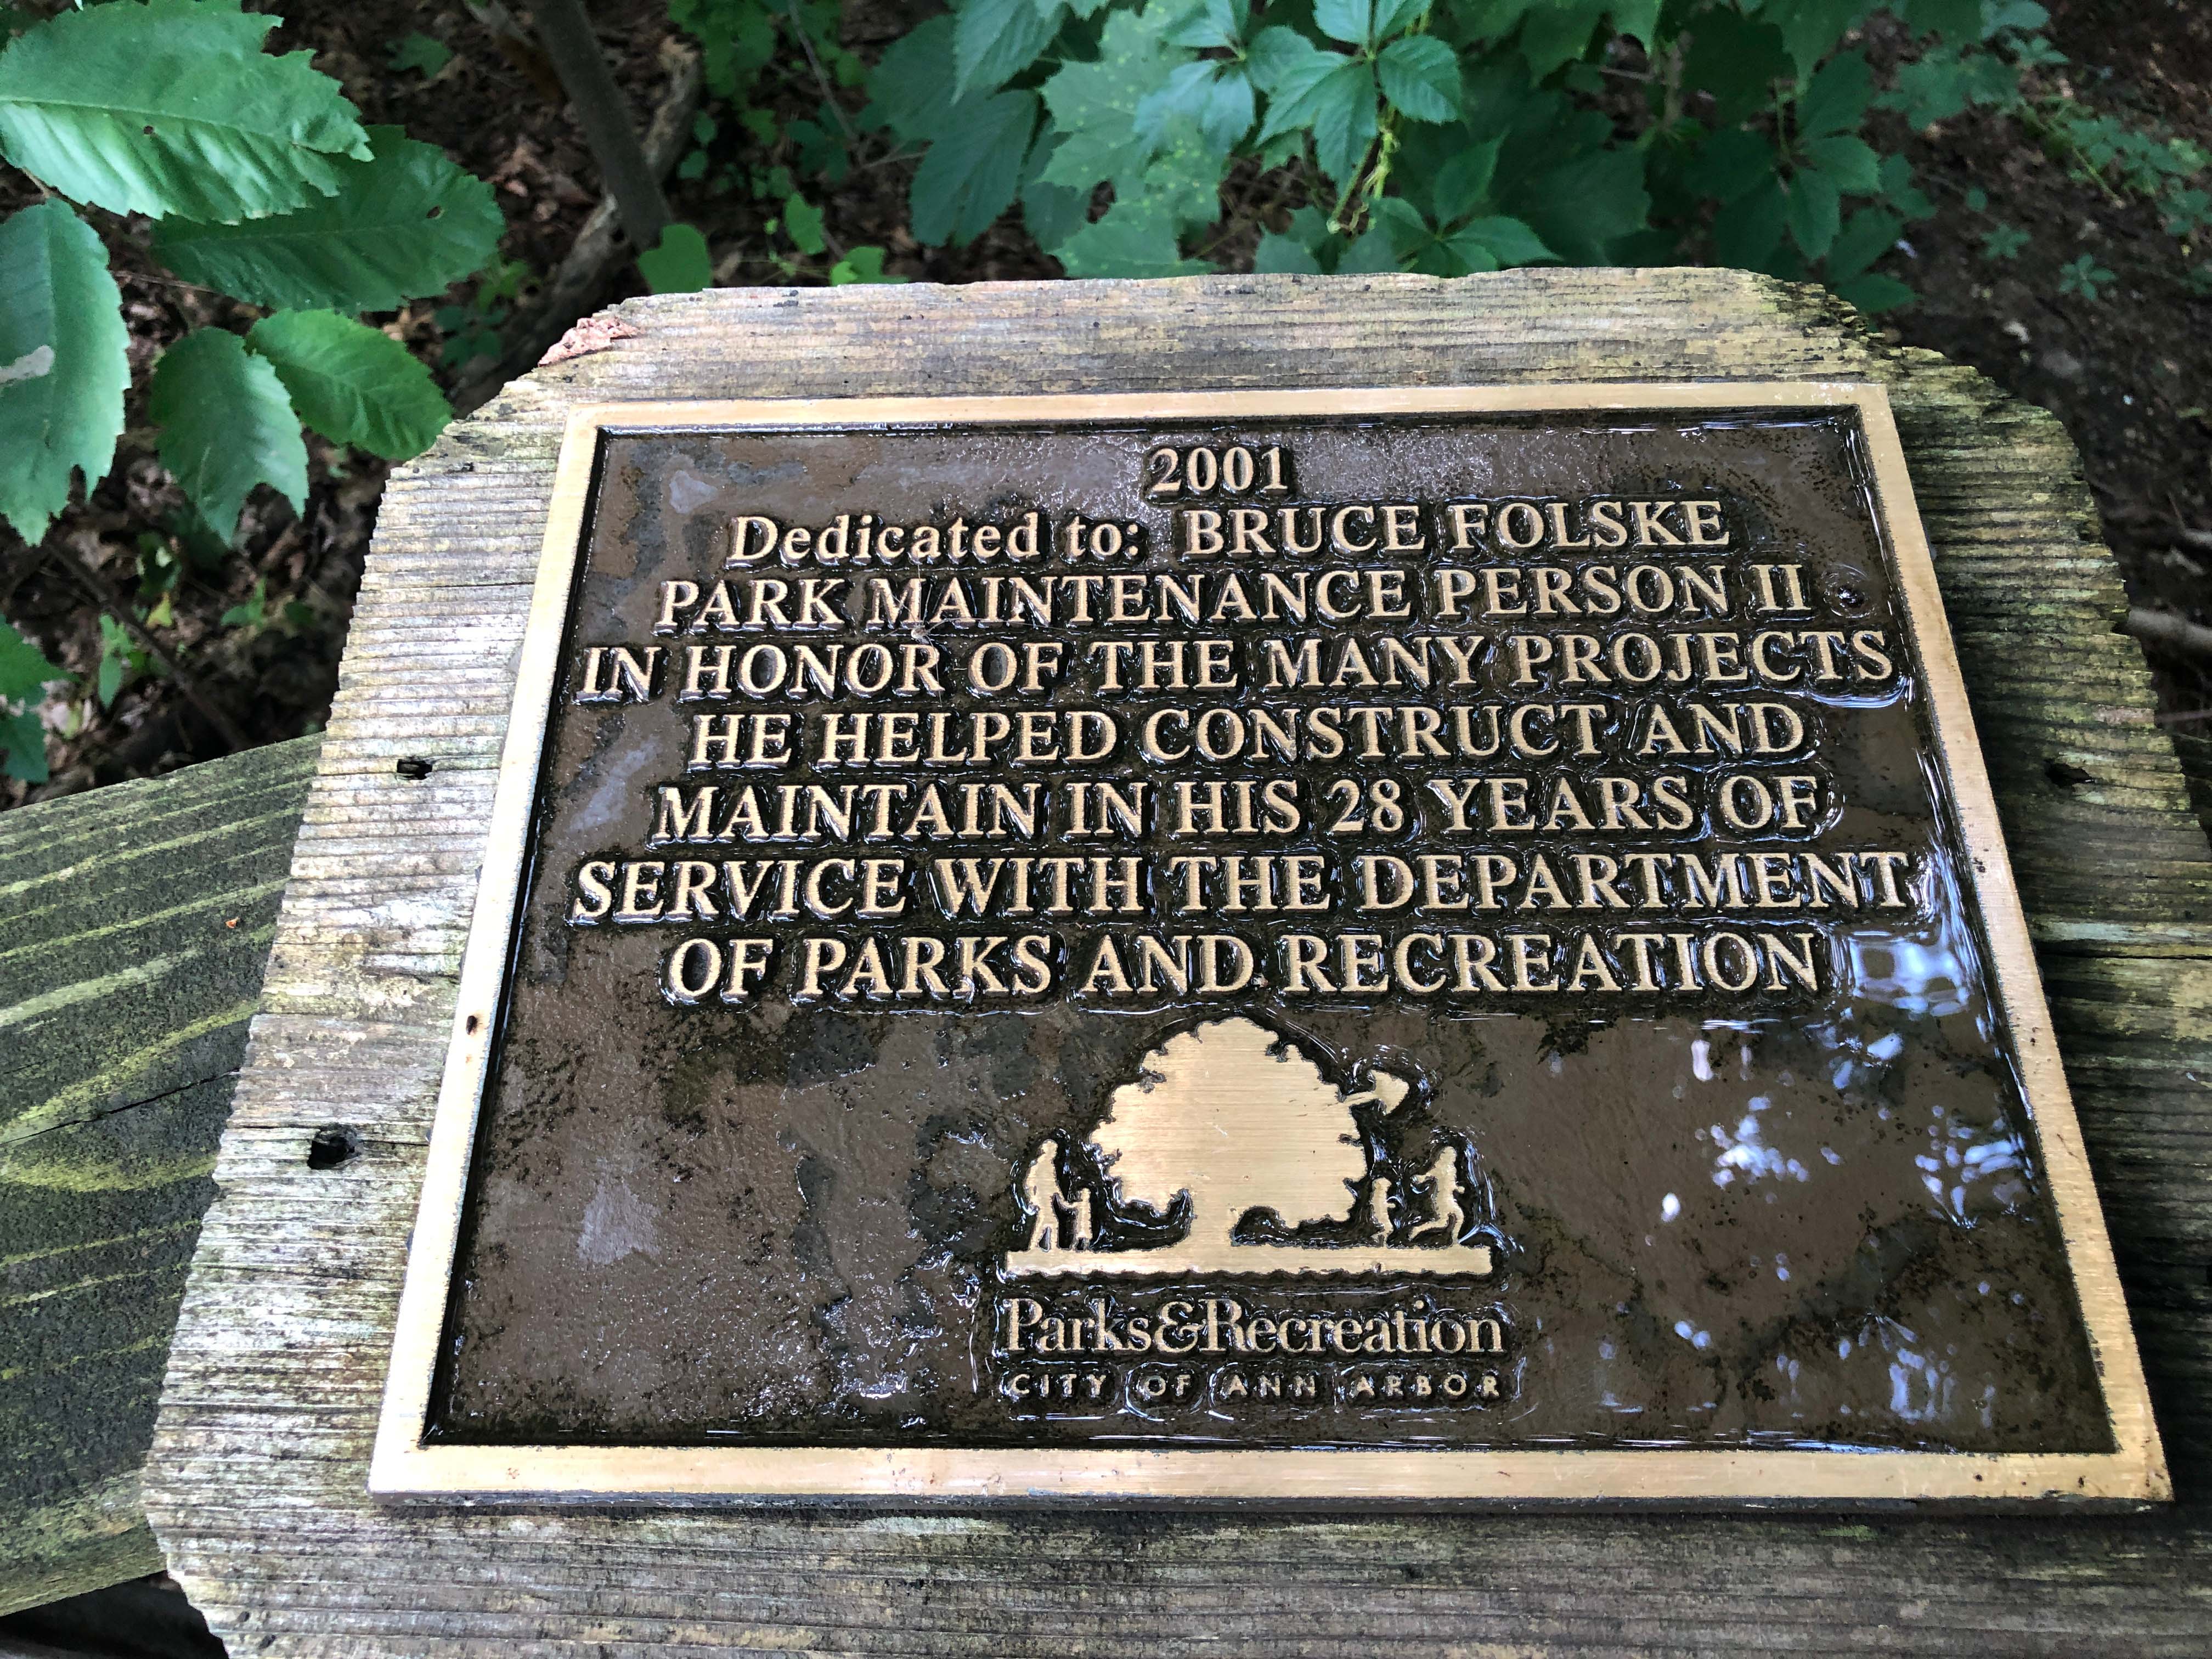 2001
Dedicated to: BRUCE FOLSKE
PARK MAINTENANCE PERSON II
IN HONOR OF THE MANY PROJECTS
HE HELPED CONSTRUCT AND
MAINTAIN IN HIS 28 YEARS OF
SERVICE WITH THE DEPARTMENT
OF PARKS AND RECREATION
Parks&Recreation
CITY OF ANN ARBOR